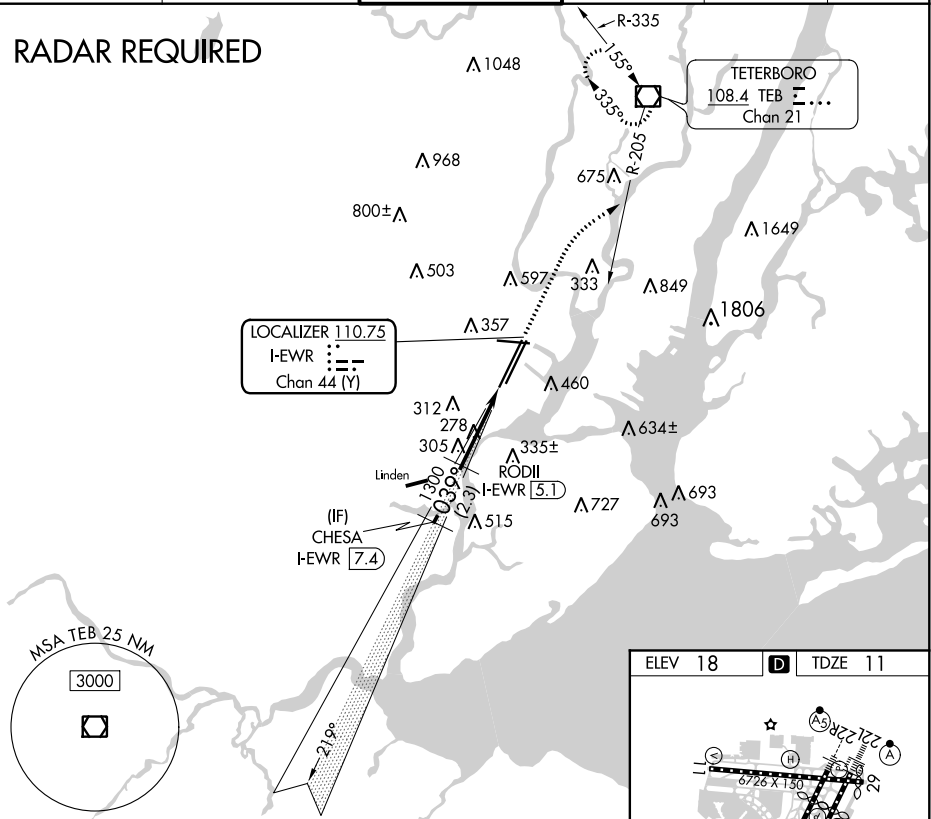 RADAR REQUIRED
R-335
155°
335°
TETERBORO
108.4 TEB
Chan 21
R-205
1048
968
675
800±
1649
503
597
333
849
1806
LOCALIZER 110.75
I-EWR
Chan 44 (Y)
357
460
312
278
305
335±
634±
Linden
RODII
I-EWR 5.1
1300
039°
(2.3)
(IF)
CHESA
I-EWR 7.4
515
727
693
693
MSA TEB 25 NM
3000
219°
ELEV 18 D TDZE 11
A5
22R
22L
A
V
H
P
11
6726 X 150
29